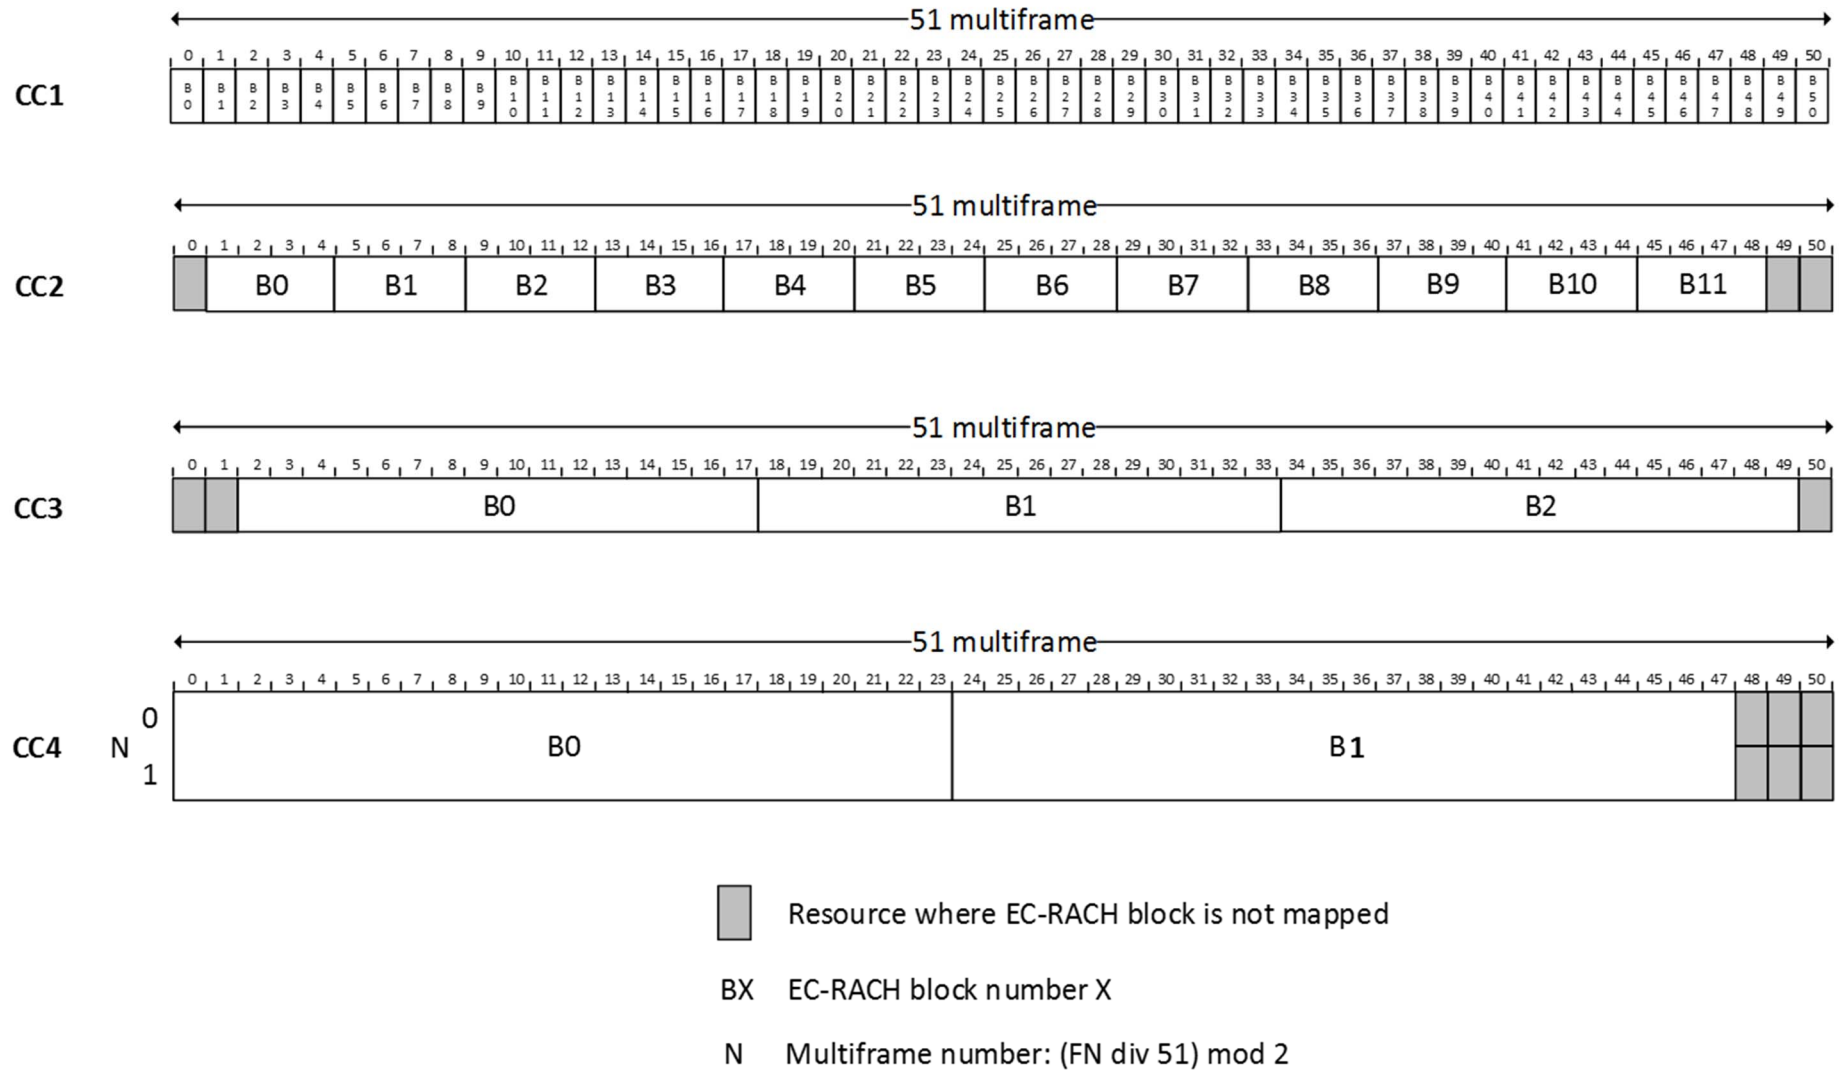 51 multiframe
0 1 2 3 4 5 6 7 8 9 10 11 12 13 14 15 16 17 18 19 20 21 22 23 24 25 26 27 28 29 30 31 32 33 34 35 36 37 38 39 40 41 42 43 44 45 46 47 48 49 50
CC1 B0 B1 B2 B3 B4 B5 B6 B7 B8 B9 B10 B11 B12 B13 B14 B15 B16 B17 B18 B19 B20 B21 B22 B23 B24 B25 B26 B27 B28 B29 B30 B31 B32 B33 B34 B35 B36 B37 B38 B39 B40 B41 B42 B43 B44 B45 B46 B47 B48 B49 B50
51 multiframe
0 1 2 3 4 5 6 7 8 9 10 11 12 13 14 15 16 17 18 19 20 21 22 23 24 25 26 27 28 29 30 31 32 33 34 35 36 37 38 39 40 41 42 43 44 45 46 47 48 49 50
CC2 B0 B1 B2 B3 B4 B5 B6 B7 B8 B9 B10 B11
51 multiframe
0 1 2 3 4 5 6 7 8 9 10 11 12 13 14 15 16 17 18 19 20 21 22 23 24 25 26 27 28 29 30 31 32 33 34 35 36 37 38 39 40 41 42 43 44 45 46 47 48 49 50
CC3 B0 B1 B2
51 multiframe
0 1 2 3 4 5 6 7 8 9 10 11 12 13 14 15 16 17 18 19 20 21 22 23 24 25 26 27 28 29 30 31 32 33 34 35 36 37 38 39 40 41 42 43 44 45 46 47 48 49 50
0
CC4 N B0 B1
1
Resource where EC-RACH block is not mapped
BX EC-RACH block number X
N Multiframe number: (FN div 51) mod 2